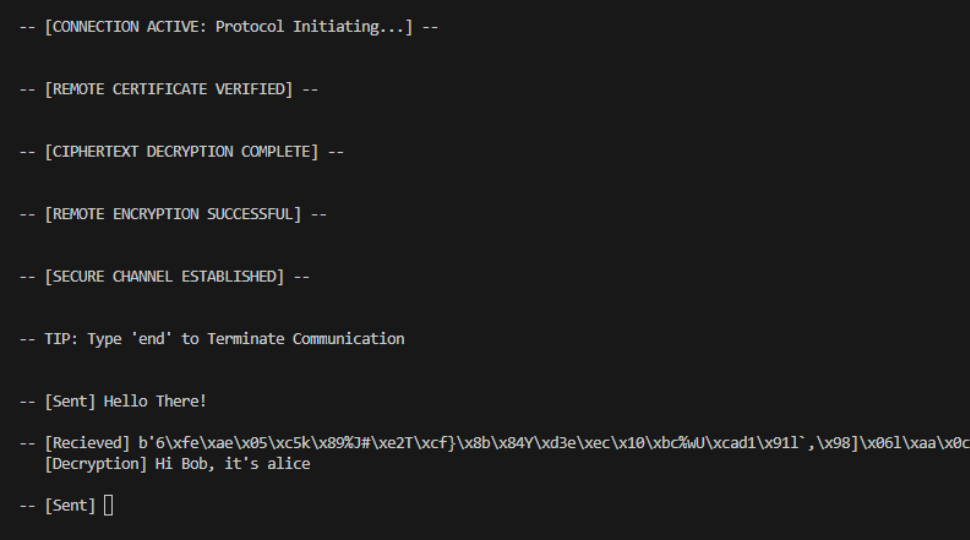 -- [CONNECTION ACTIVE: Protocol Initiating...] --
-- [REMOTE CERTIFICATE VERIFIED] --
-- [CIPHERTEXT DECRYPTION COMPLETE] --
-- [REMOTE ENCRYPTION SUCCESSFUL] --
-- [SECURE CHANNEL ESTABLISHED] --
-- TIP: Type 'end' to Terminate Communication
-- [Sent] Hello There!
-- [Recieved] b'6\xfe\xae\x05\xc5k\x89%J#\xe2T\xcf}\x8b\x84Y\xd3e\xec\x10\xbc%wU\xcad1\x91l`,\x98]\x06l\xaa\x0c
[Decryption] Hi Bob, it's alice
-- [Sent]